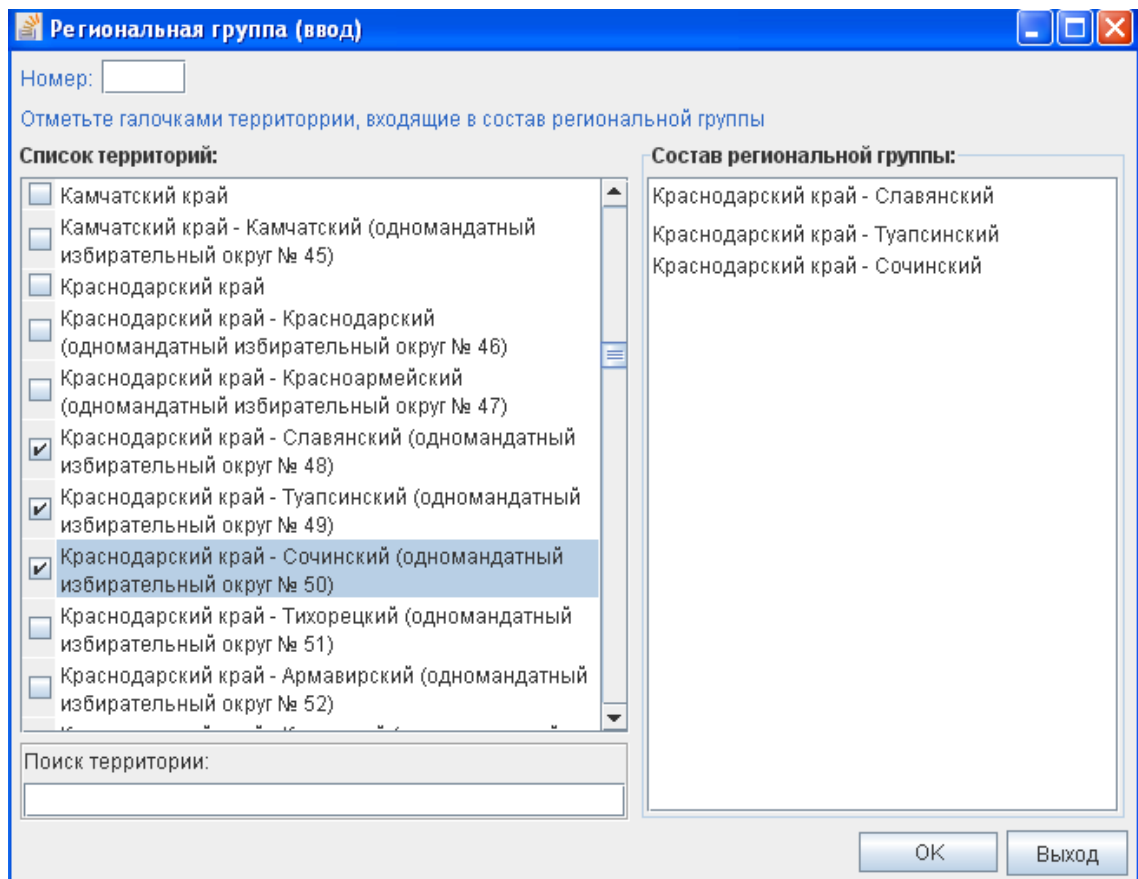 Региональная группа (ввод)
Номер:
Отметьте галочками территоррии, входящие в состав региональной группы
Список территорий:
Камчатский край
Камчатский край - Камчатский (одномандатный
избирательный округ № 45)
Краснодарский край
Краснодарский край - Краснодарский
(одномандатный избирательный округ № 46)
Краснодарский край - Красноармейский
(одномандатный избирательный округ № 47)
Краснодарский край - Славянский (одномандатный
избирательный округ № 48)
Краснодарский край - Туапсинский (одномандатный
избирательный округ № 49)
Краснодарский край - Сочинский (одномандатный
избирательный округ № 50)
Краснодарский край - Тихорецкий (одномандатный
избирательный округ № 51)
Краснодарский край - Армавирский (одномандатный
избирательный округ № 52)
Поиск территории:
Состав региональной группы:
Краснодарский край - Славянский
Краснодарский край - Туапсинский
Краснодарский край - Сочинский
OK
Выход